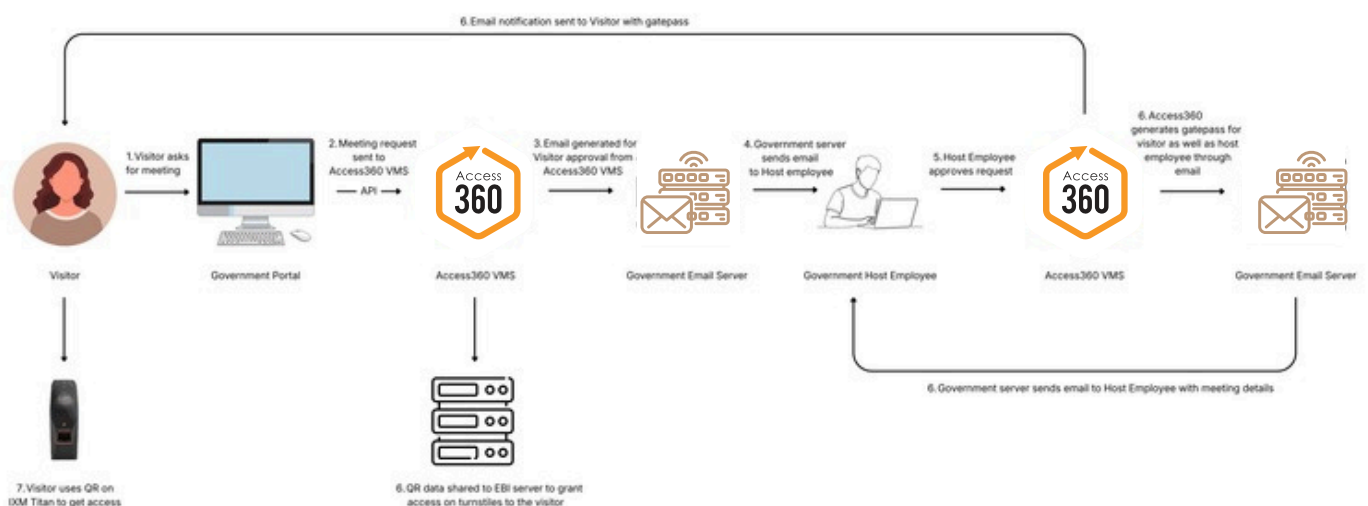 6.Email notification sent to Visitor with gatepass
1.Visitor asks
for meeting
2.Meeting request
sent to
Access360 VMS
API
Access
360
3.Email generated for
Visitor approval from
Access360 VMS
4.Government server
sends email
to Host employee
5.Host Employee
approves request
Access
360
6.Access360
generates gatepass for
visitor as well as host
employee through
email
Visitor
Government Portal
Access360 VMS
Government Email Server
Government Host Employee
Access360 VMS
Government Email Server
6.Government server sends email to Host Employee with meeting details
7.Visitor uses QR on
IXM Titan to get access
6.QR data shared to EBI server to grant
access on turnstiles to the visitor